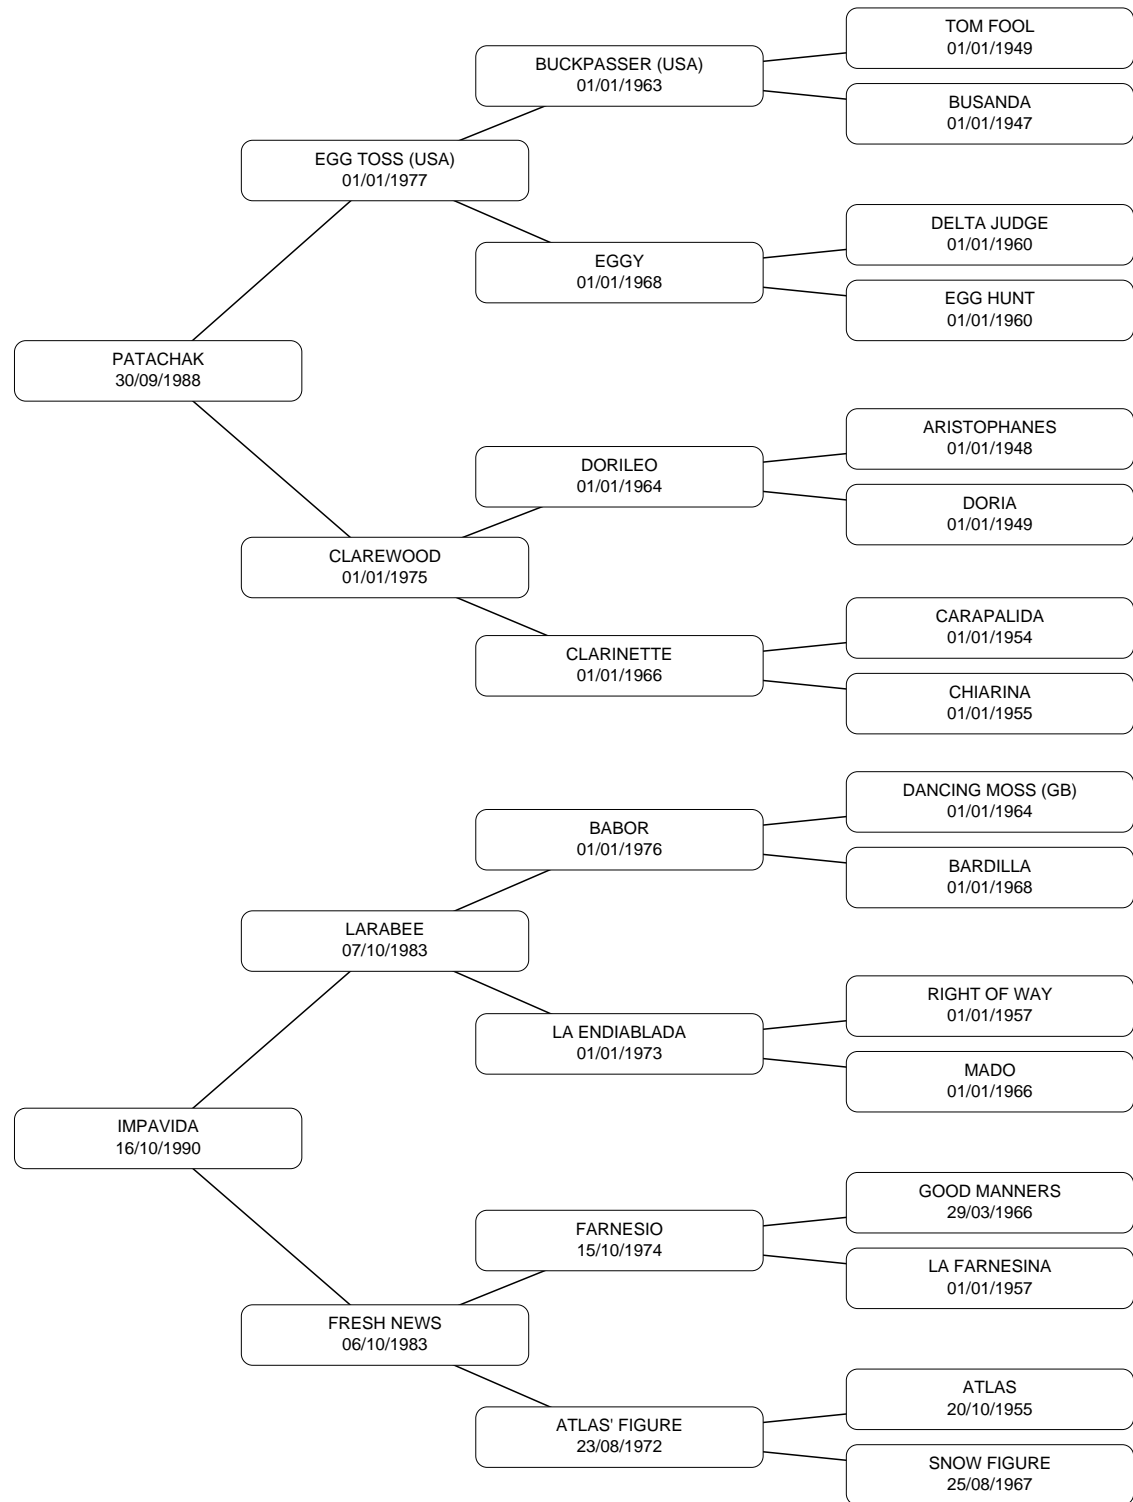 TOM FOOL
01/01/1949
BUCKPASSER (USA)
01/01/1963
BUSANDA
01/01/1947
EGG TOSS (USA)
01/01/1977
DELTA JUDGE
01/01/1960
EGGY
01/01/1968
EGG HUNT
01/01/1960
PATACHAK
30/09/1988
ARISTOPHANES
01/01/1948
DORILEO
01/01/1964
DORIA
01/01/1949
CLAREWOOD
01/01/1975
CARAPALIDA
01/01/1954
CLARINETTE
01/01/1966
CHIARINA
01/01/1955
DANCING MOSS (GB)
01/01/1964
BABOR
01/01/1976
BARDILLA
01/01/1968
LARABEE
07/10/1983
RIGHT OF WAY
01/01/1957
LA ENDIABLADA
01/01/1973
MADO
01/01/1966
IMPAVIDA
16/10/1990
GOOD MANNERS
29/03/1966
FARNESIO
15/10/1974
LA FARNESINA
01/01/1957
FRESH NEWS
06/10/1983
ATLAS
20/10/1955
ATLAS' FIGURE
23/08/1972
SNOW FIGURE
25/08/1967